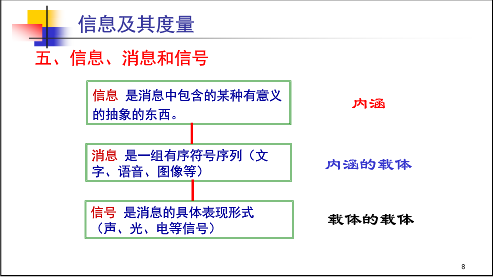 信息及其度量
五、信息、消息和信号
信息 是消息中包含的某种有意义
的抽象的东西。
内涵
消息 是一组有序符号序列（文
字、语音、图像等）
内涵的载体
信号 是消息的具体表现形式
（声、光、电等信号）
载体的载体
8